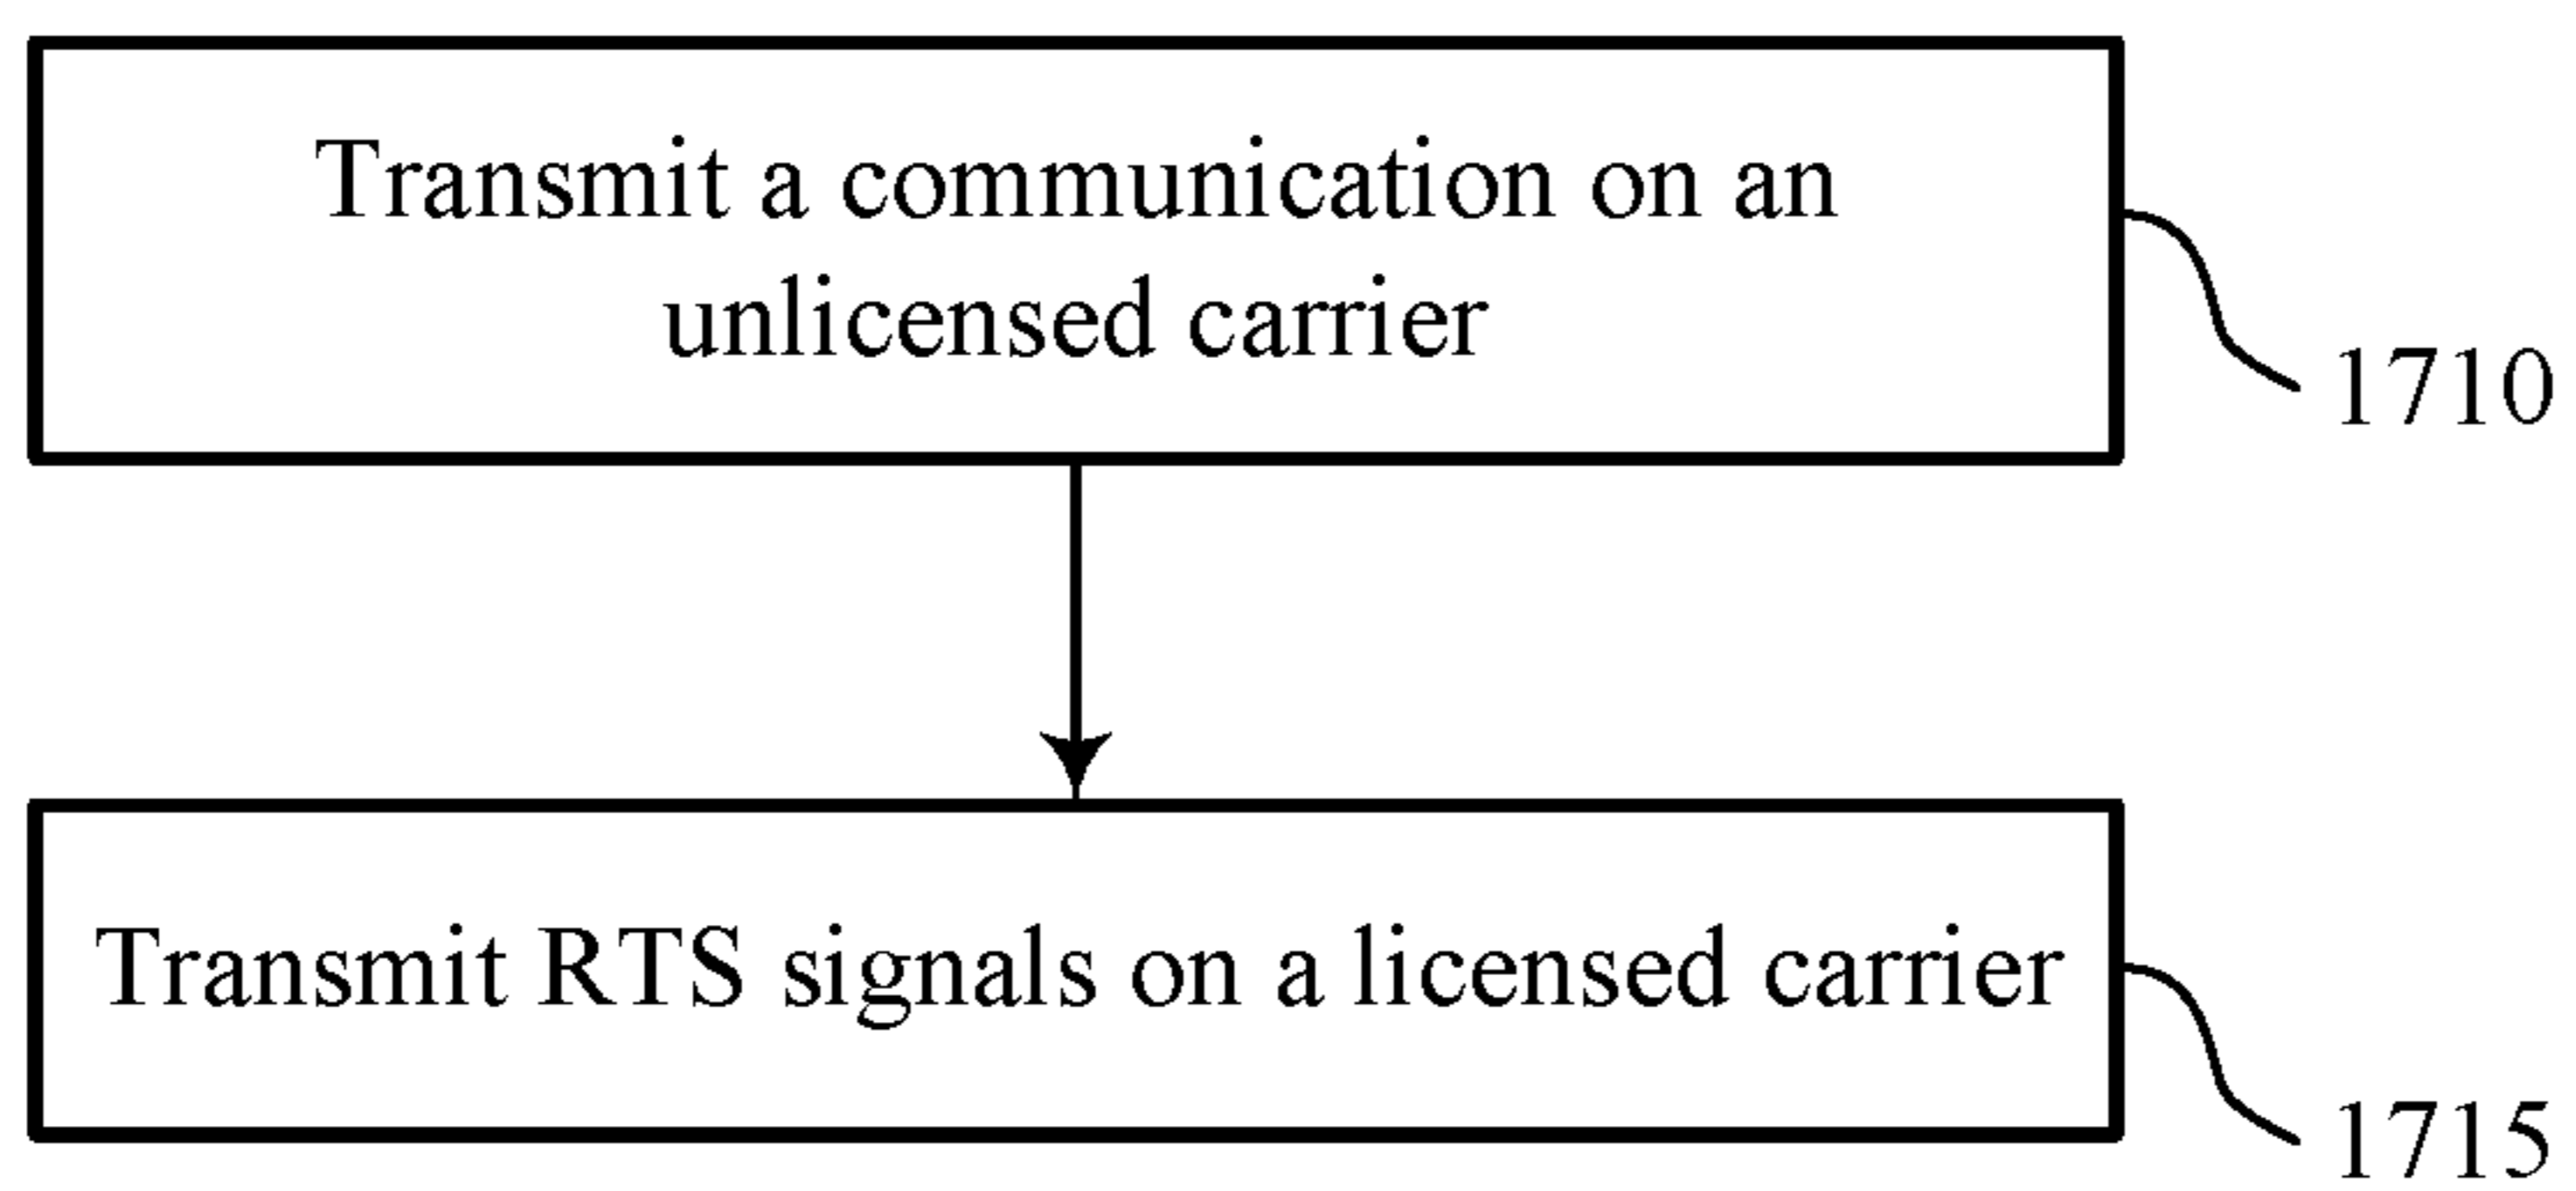 Transmit a communication on an
unlicensed carrier
1710
Transmit RTS signals on a licensed carrier
1715